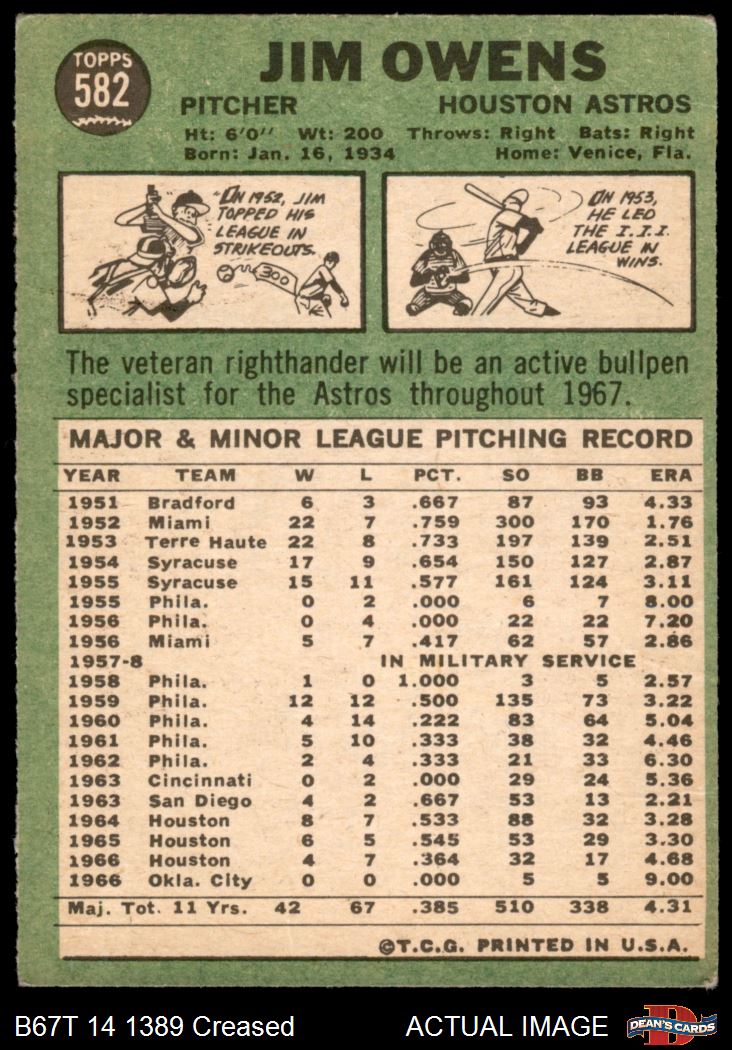 TOPPS
582
JIM OWENS
PITCHER HOUSTON ASTROS
Ht: 6'0" Wt: 200 Throws: Right Bats: Right
Born: Jan. 16, 1934 Home: Venice, Fla.
"ON 1952, JIM
TOPPED HIS
LEAGUE IN
STRIKEOUTS.
300
ON 1953,
HE LED
THE I.I.I.
LEAGUE IN
WINS.
The veteran righthander will be an active bullpen
specialist for the Astros throughout 1967.
MAJOR & MINOR LEAGUE PITCHING RECORD
YEAR TEAM W L PCT. SO BB ERA
1951 Bradford 6 3 .667 87 93 4.33
1952 Miami 22 7 .759 300 170 1.76
1953 Terre Haute 22 8 .733 197 139 2.51
1954 Syracuse 17 9 .654 150 127 2.87
1955 Syracuse 15 11 .577 161 124 3.11
1955 Phila. 0 2 .000 6 7 8.00
1956 Phila. 0 4 .000 22 22 7.20
1956 Miami 5 7 .417 62 57 2.86
1957-8 IN MILITARY SERVICE
1958 Phila. 1 0 1.000 3 5 2.57
1959 Phila. 12 12 .500 135 73 3.22
1960 Phila. 4 14 .222 83 64 5.04
1961 Phila. 5 10 .333 38 32 4.46
1962 Phila. 2 4 .333 21 33 6.30
1963 Cincinnati 0 2 .000 29 24 5.36
1963 San Diego 4 2 .667 53 13 2.21
1964 Houston 8 7 .533 88 32 3.28
1965 Houston 6 5 .545 53 29 3.30
1966 Houston 4 7 .364 32 17 4.68
1966 Okla. City 0 0 .000 5 5 9.00
Maj. Tot. 11 Yrs. 42 67 .385 510 338 4.31
©T.C.G. PRINTED IN U.S.A.
B67T 14 1389 Creased ACTUAL IMAGE
DEAN'S CARDS